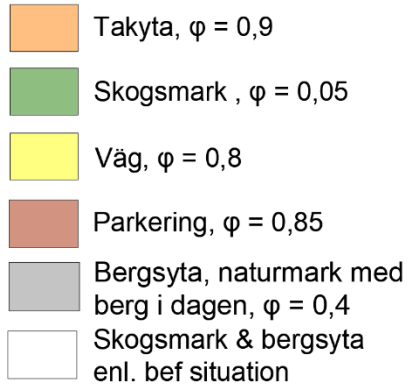 Takyta, φ = 0,9
Skogsmark , φ = 0,05
Väg, φ = 0,8
Parkering, φ = 0,85
Bergsyta, naturmark med
berg i dagen, φ = 0,4
Skogsmark & bergsyta
enl. bef situation